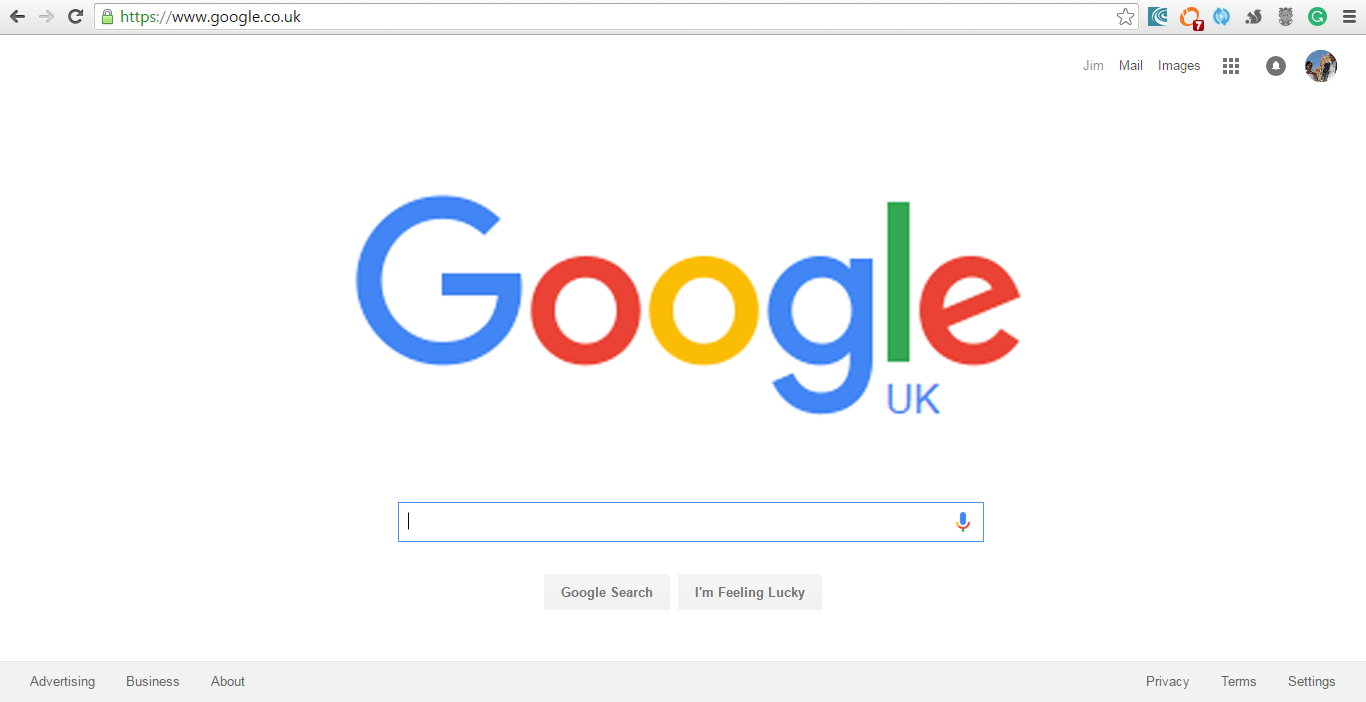 https://www.google.co.uk
7
Jim Mail Images
Google
UK
Google Search I'm Feeling Lucky
Advertising Business About Privacy Terms Settings